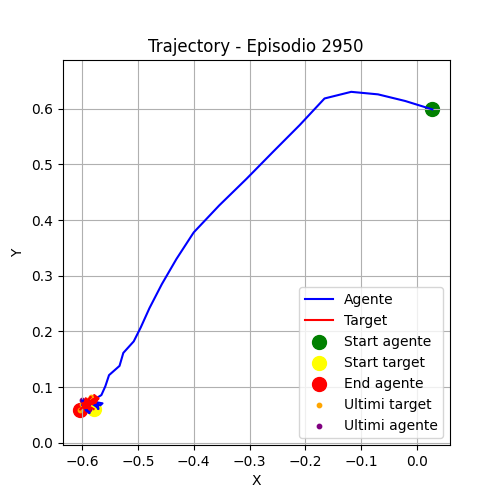 Trajectory - Episodio 2950
Y
0.6
0.5
0.4
0.3
0.2
0.1
0.0
Agente
Target
Start agente
Start target
End agente
Ultimi target
Ultimi agente
−0.6 −0.5 −0.4 −0.3 −0.2 −0.1 0.0
X